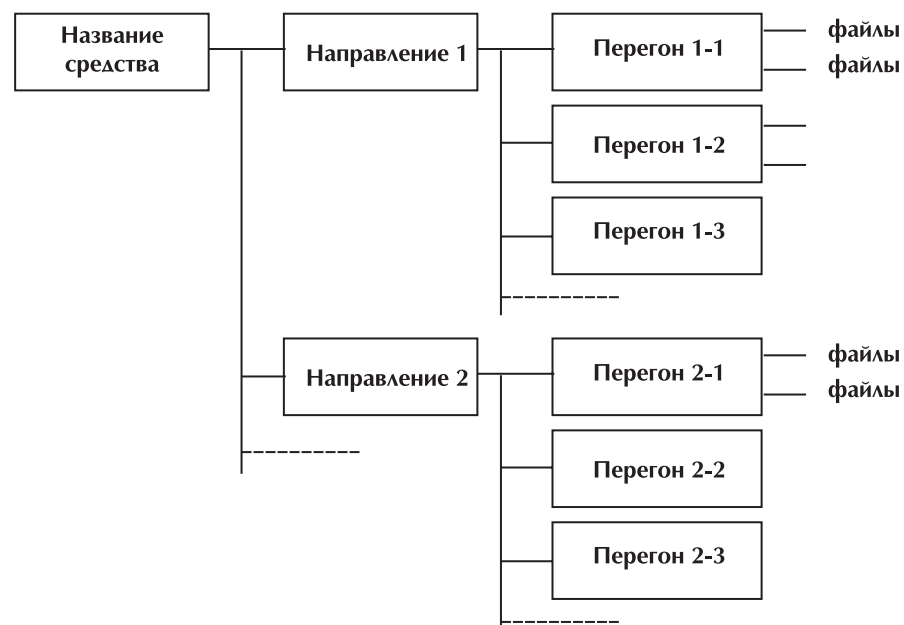 Название
средства
Направление 1
Перегон 1-1
файлы
файлы
Перегон 1-2
Перегон 1-3
Направление 2
Перегон 2-1
файлы
файлы
Перегон 2-2
Перегон 2-3